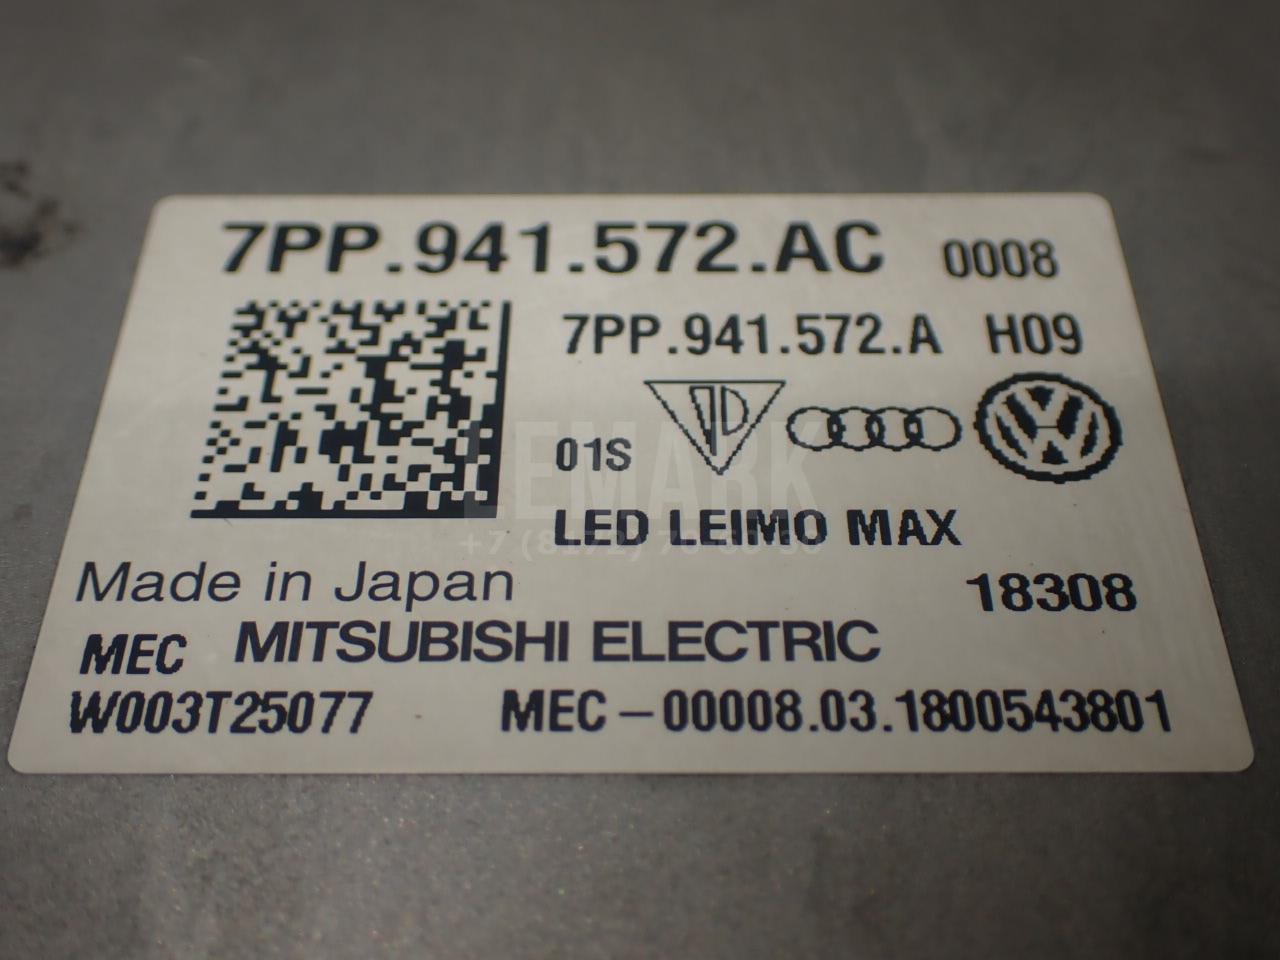 7PP.941.572.AC 0008
7PP.941.572.A H09
01S
LEMARK
LED LEIMO MAX
Made in Japan 18308
MEC MITSUBISHI ELECTRIC
W003T25077 MEC-00008.03.1800543801